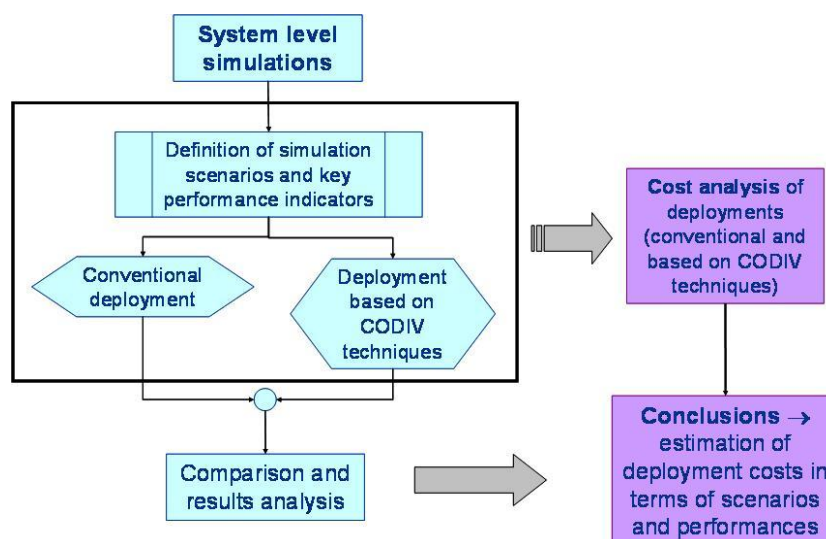 System level
simulations
Definition of simulation
scenarios and key
performance indicators
Conventional
deployment
Deployment
based on
CODIV
techniques
Comparison and
results analysis
Cost analysis of
deployments
(conventional and
based on CODIV
techniques)
Conclusions →
estimation of
deployment costs in
terms of scenarios
and performances